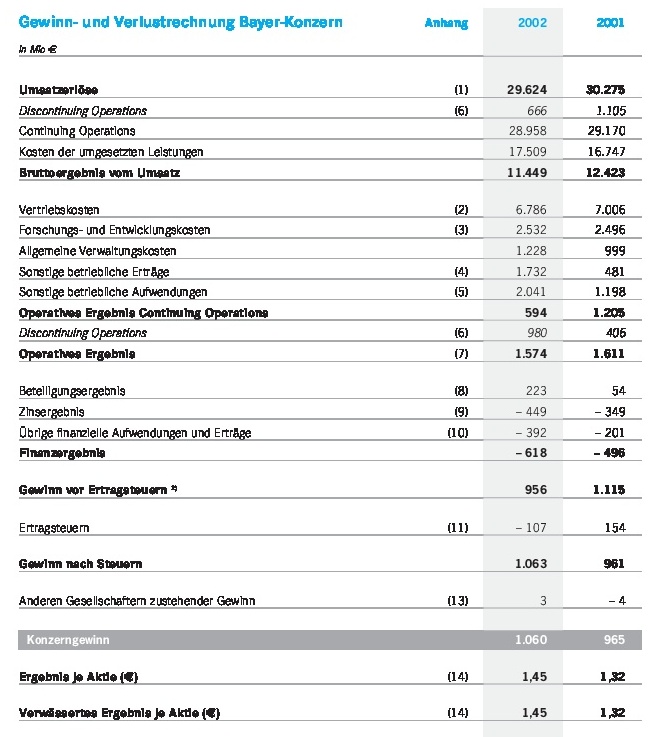 Gewinn- und Verlustrechnung Bayer-Konzern Anhang 2002 2001
in Mio €
Umsatzerlöse (1) 29.624 30.275
Discontinuing Operations (6) 666 1.105
Continuing Operations 28.958 29.170
Kosten der umgesetzten Leistungen 17.509 16.747
Bruttoergebnis vom Umsatz 11.449 12.423
Vertriebskosten (2) 6.786 7.006
Forschungs- und Entwicklungskosten (3) 2.532 2.496
Allgemeine Verwaltungskosten 1.228 999
Sonstige betriebliche Erträge (4) 1.732 481
Sonstige betriebliche Aufwendungen (5) 2.041 1.198
Operatives Ergebnis Continuing Operations 594 1.205
Discontinuing Operations (6) 980 406
Operatives Ergebnis (7) 1.574 1.611
Beteiligungsergebnis (8) 223 54
Zinsergebnis (9) – 449 – 349
Übrige finanzielle Aufwendungen und Erträge (10) – 392 – 201
Finanzergebnis – 618 – 496
Gewinn vor Ertragsteuern 956 1.115
Ertragsteuern (11) – 107 154
Gewinn nach Steuern 1.063 961
Anderen Gesellschaftern zustehender Gewinn (13) 3 – 4
Konzerngewinn 1.060 965
Ergebnis je Aktie (€) (14) 1,45 1,32
Verwässertes Ergebnis je Aktie (€) (14) 1,45 1,32